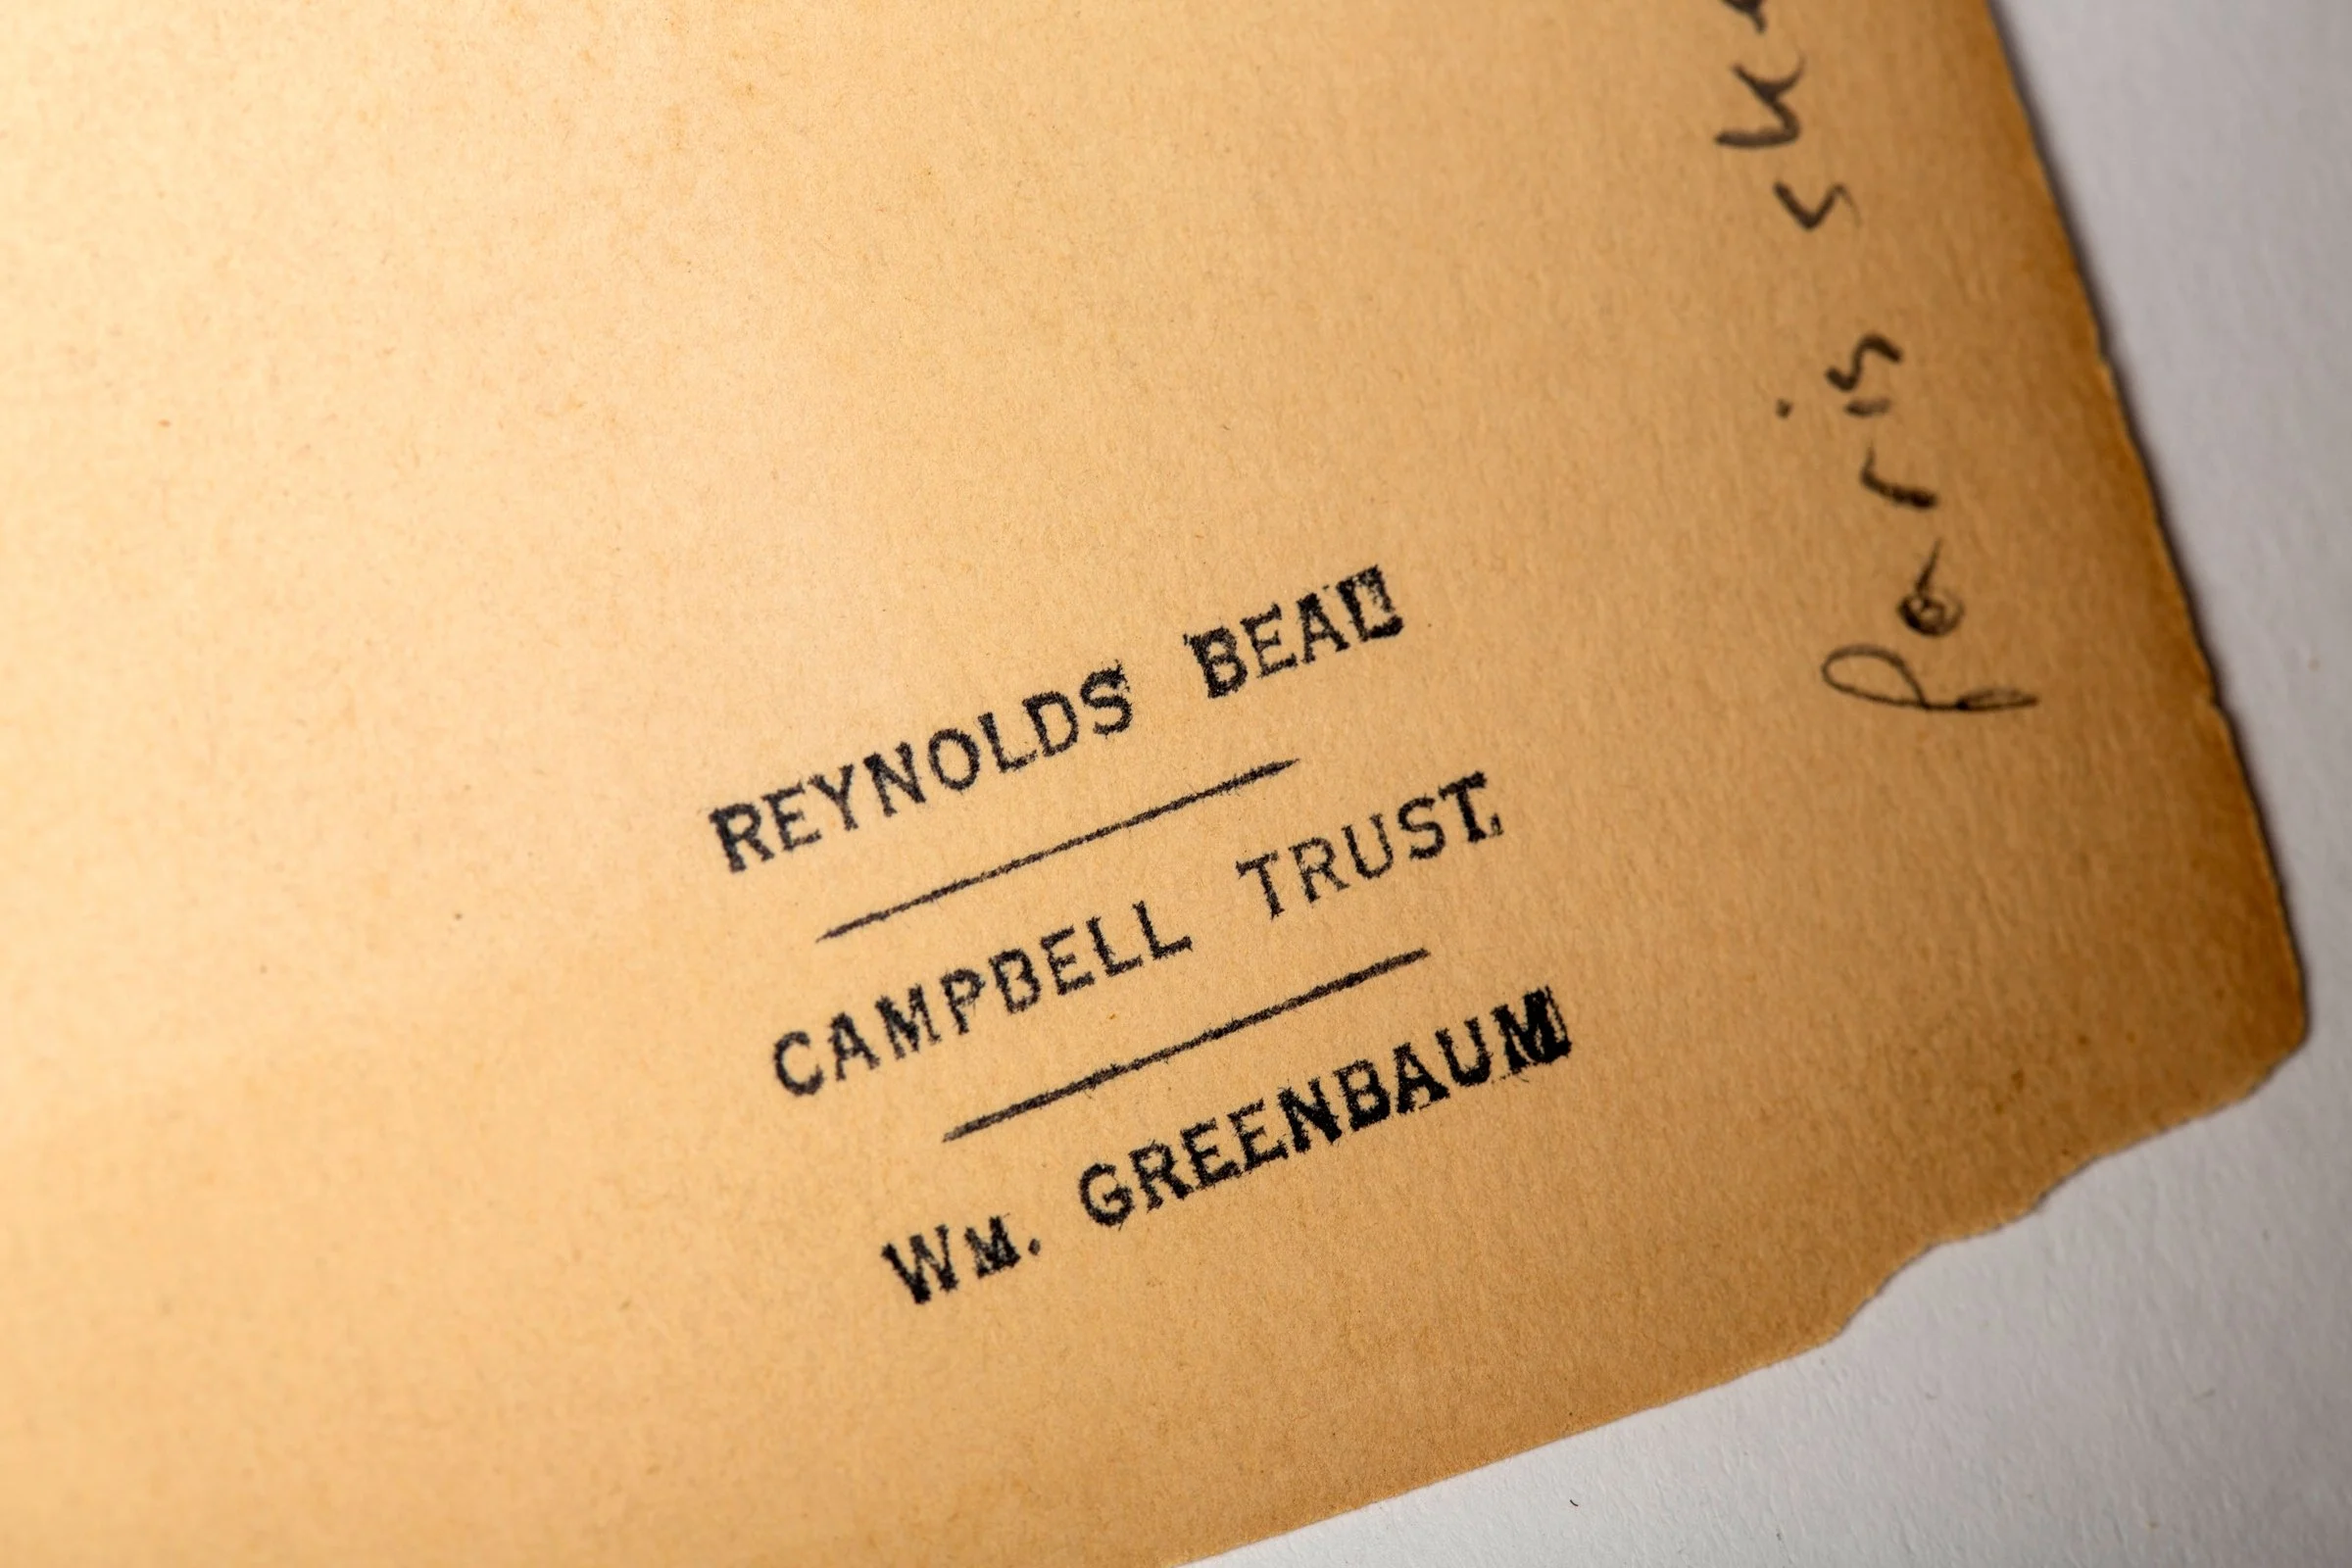 REYNOLDS BEAL
CAMPBELL TRUST
WM. GREENBAUM
Paris